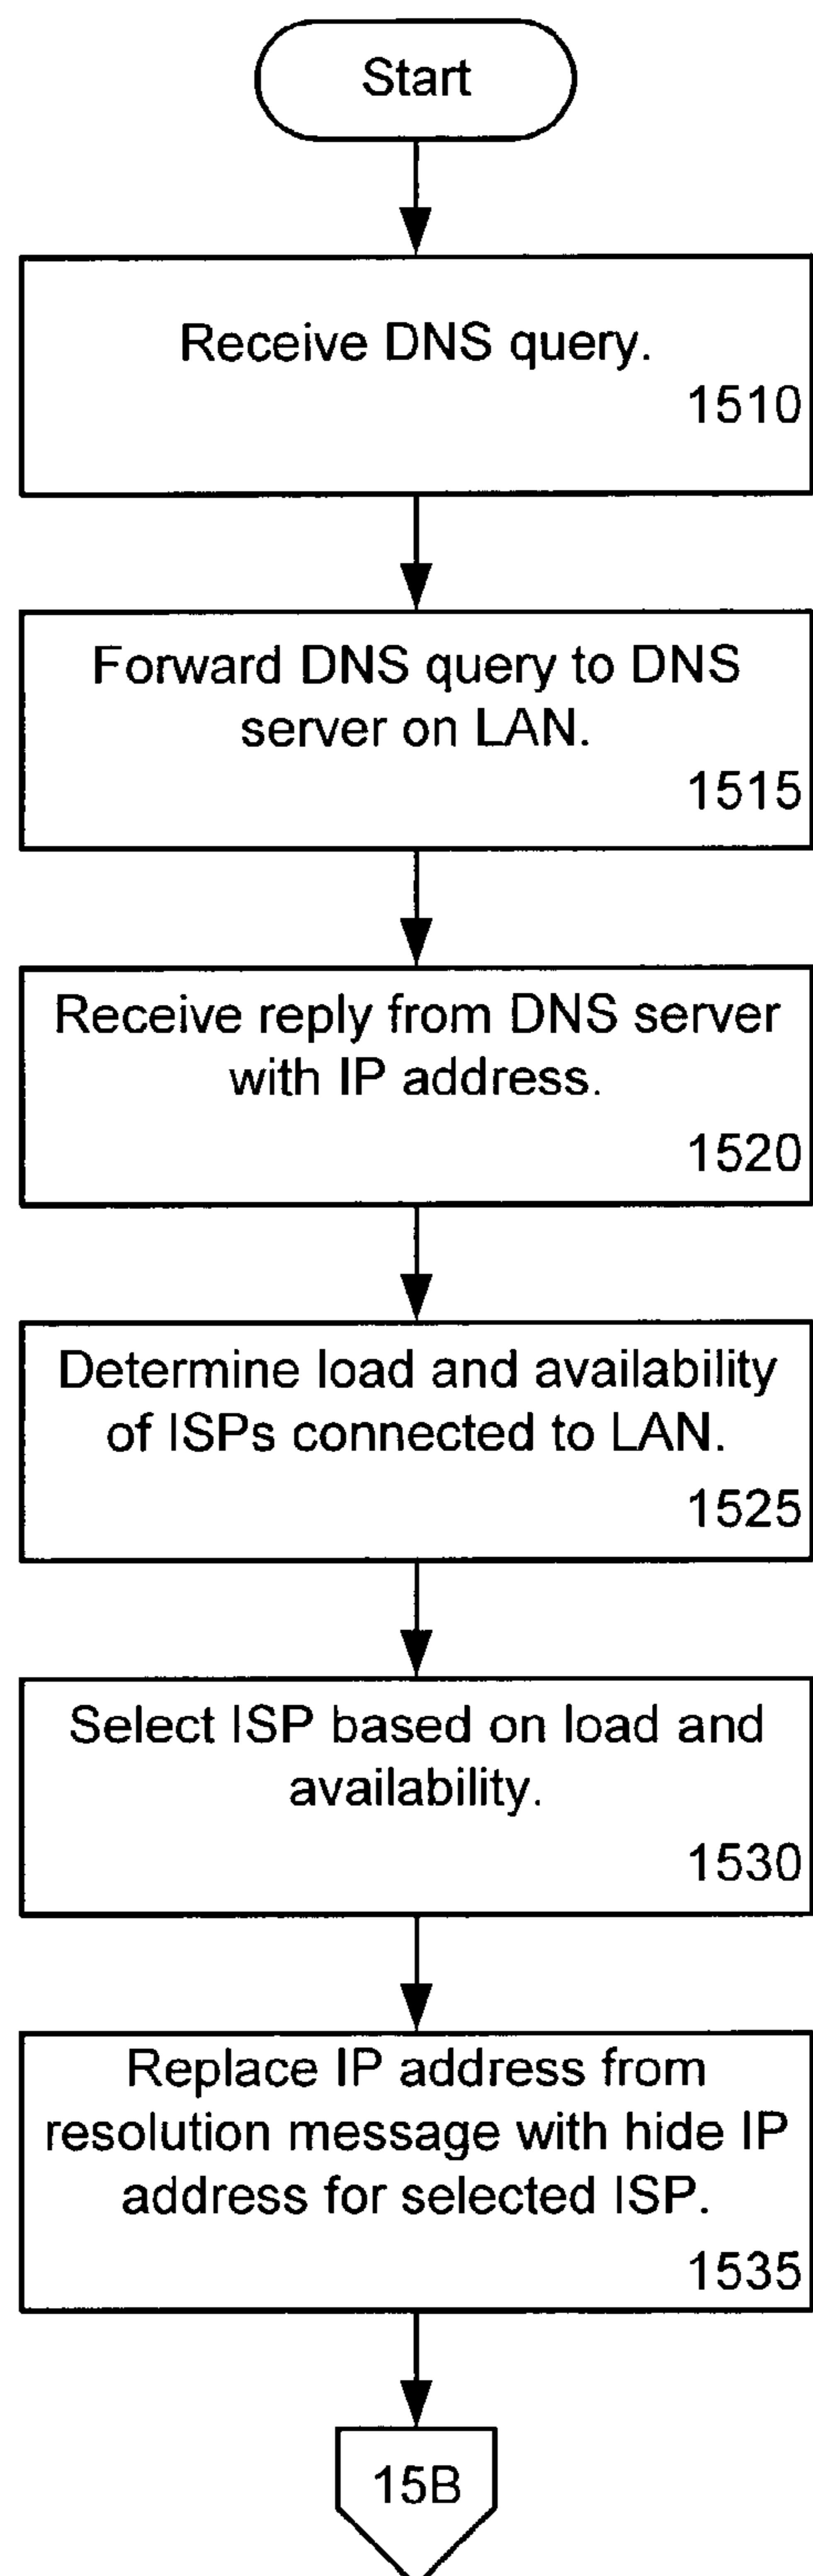 Start
Receive DNS query.
1510
Forward DNS query to DNS
server on LAN.
1515
Receive reply from DNS server
with IP address.
1520
Determine load and availability
of ISPs connected to LAN.
1525
Select ISP based on load and
availability.
1530
Replace IP address from
resolution message with hide IP
address for selected ISP.
1535
15B